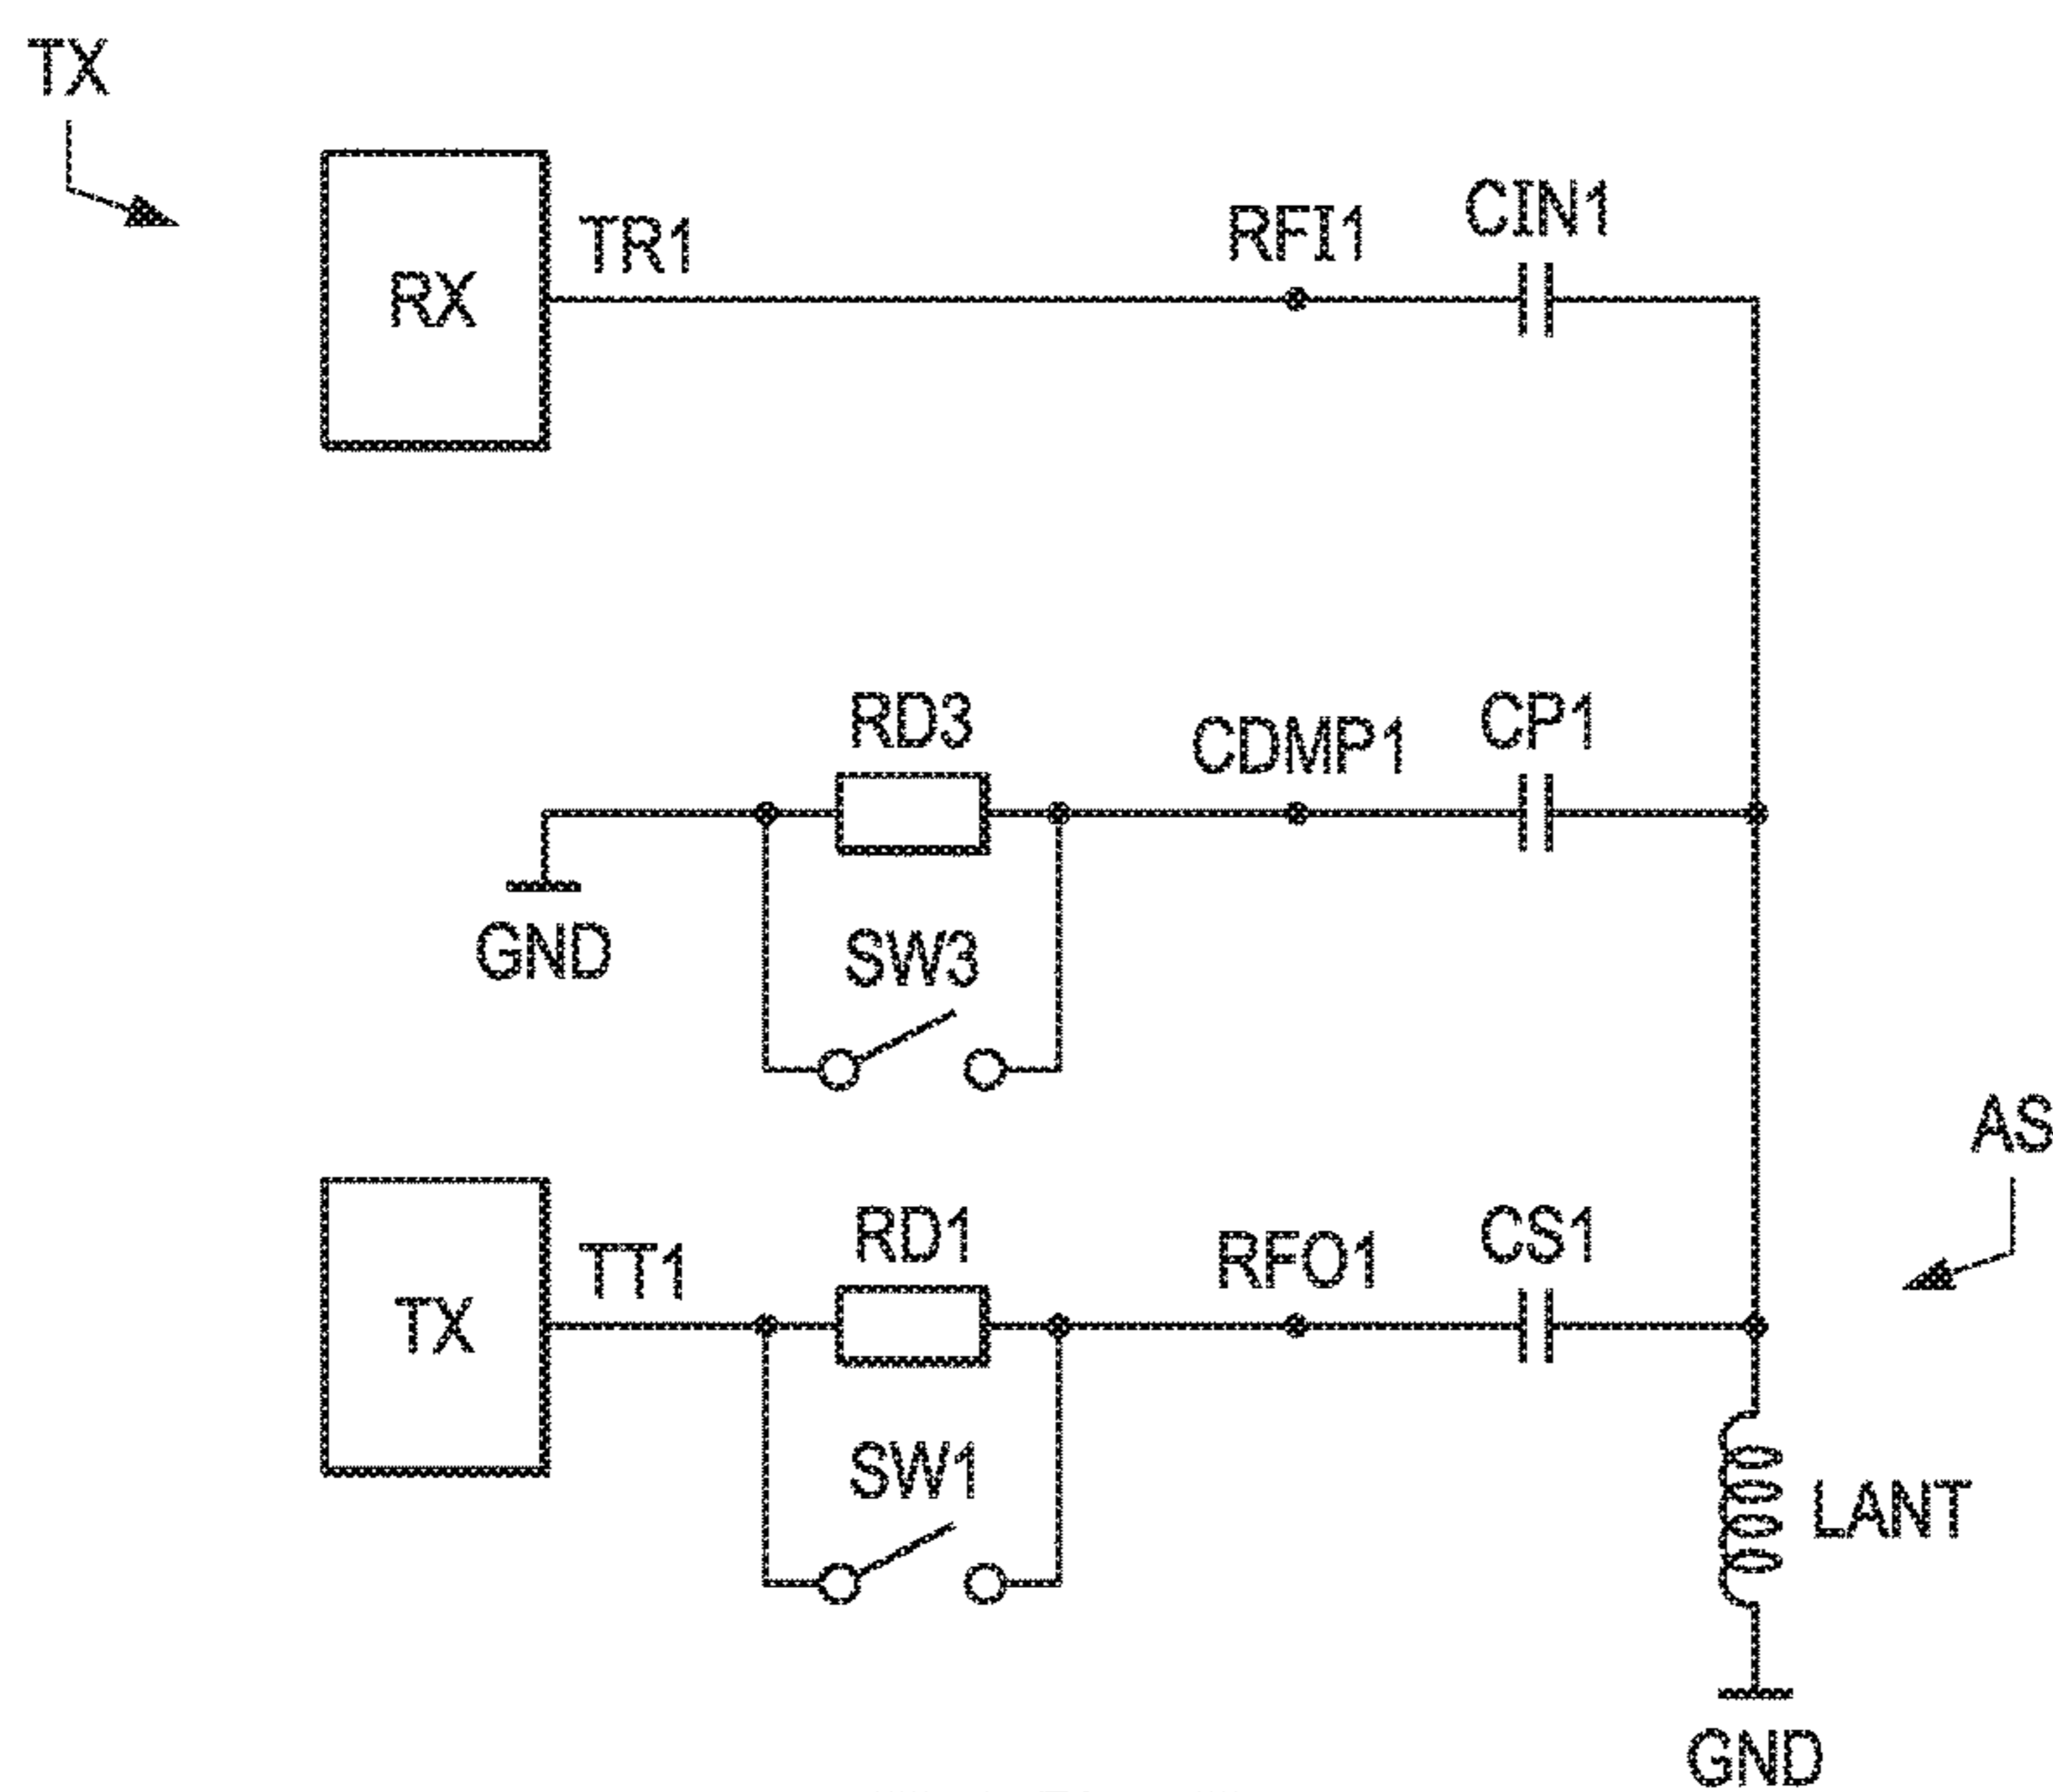 TX
RX
TR1
RFI1
CIN1
RD3
CDMP1
CP1
GND
SW3
AS
TX
TT1
RD1
RFO1
CS1
SW1
LANT
GND